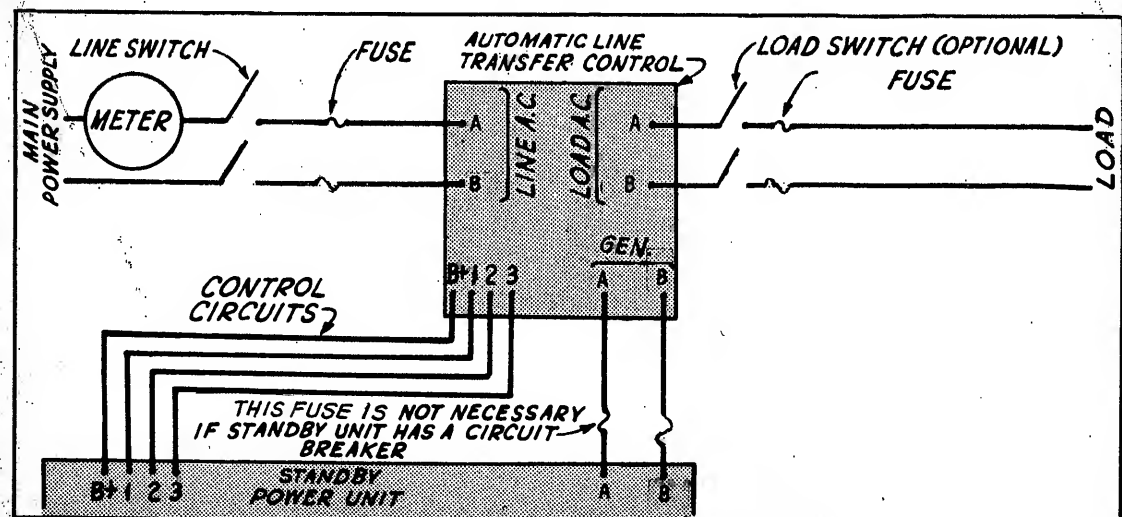 LINE SWITCH
FUSE
AUTOMATIC LINE
TRANSFER CONTROL
LOAD SWITCH (OPTIONAL)
FUSE
MAIN
POWER SUPPLY
METER
A
B
LINE A.C.
LOAD A.C.
A
B
LOAD
GEN.
B+ 1 2 3
A B
CONTROL
CIRCUITS
THIS FUSE IS NOT NECESSARY
IF STANDBY UNIT HAS A CIRCUIT
BREAKER
B+ 1 2 3
STANDBY
POWER UNIT
A B